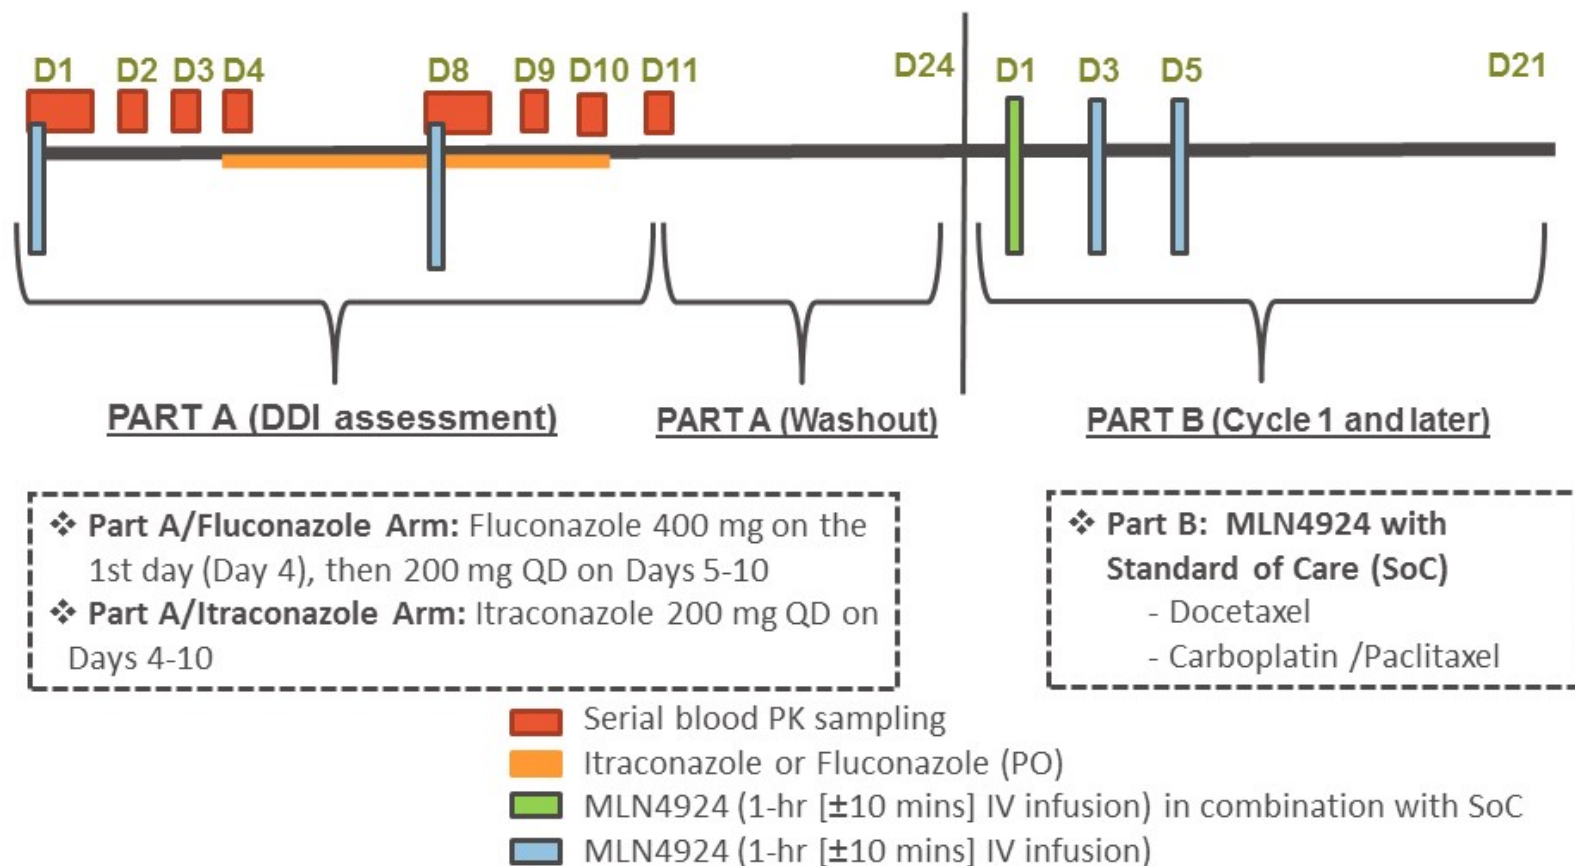 D1 D2 D3 D4 D8 D9 D10 D11 D24 D1 D3 D5 D21
PART A (DDI assessment)
PART A (Washout)
PART B (Cycle 1 and later)
❖ Part A/Fluconazole Arm: Fluconazole 400 mg on the
1st day (Day 4), then 200 mg QD on Days 5-10
❖ Part A/Itraconazole Arm: Itraconazole 200 mg QD on
Days 4-10
❖ Part B: MLN4924 with
Standard of Care (SoC)
- Docetaxel
- Carboplatin /Paclitaxel
Serial blood PK sampling
Itraconazole or Fluconazole (PO)
MLN4924 (1-hr [±10 mins] IV infusion) in combination with SoC
MLN4924 (1-hr [±10 mins] IV infusion)